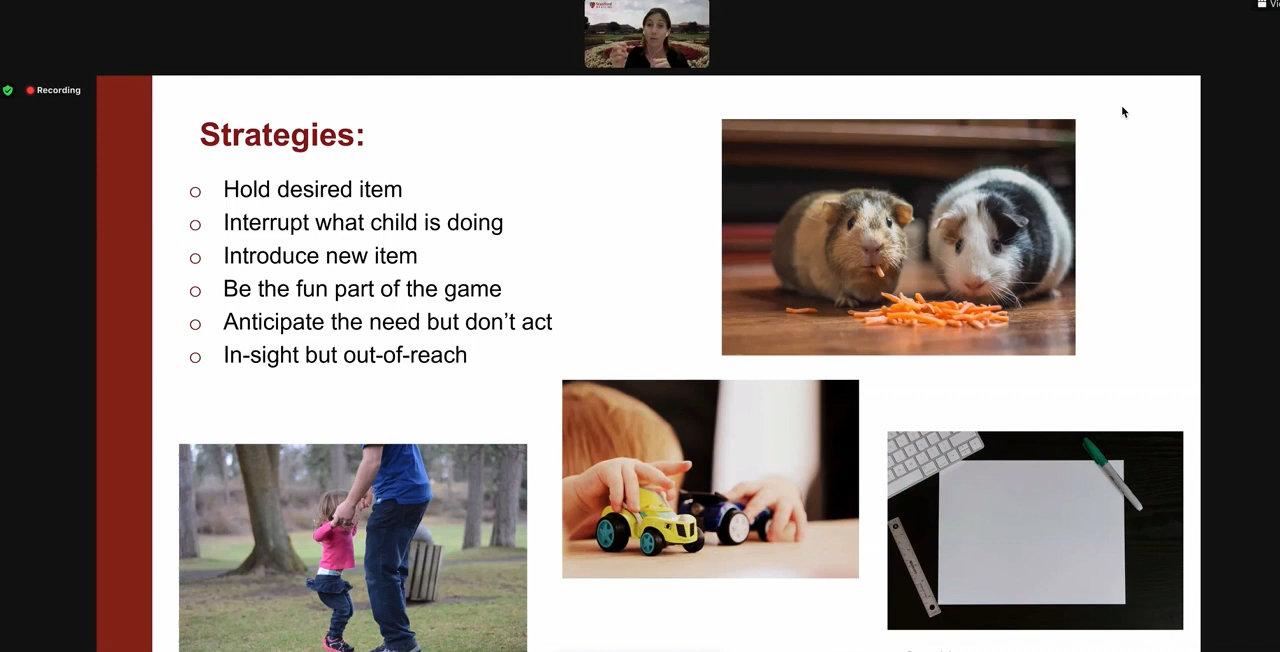 Vi
Recording
Strategies:
o Hold desired item
o Interrupt what child is doing
o Introduce new item
o Be the fun part of the game
o Anticipate the need but don’t act
o In-sight but out-of-reach